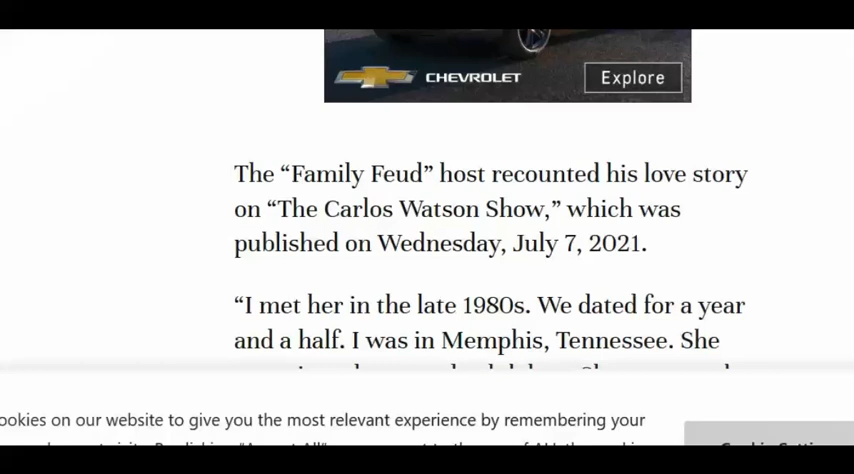 CHEVROLET
Explore
The “Family Feud” host recounted his love story
on “The Carlos Watson Show,” which was
published on Wednesday, July 7, 2021.
“I met her in the late 1980s. We dated for a year
and a half. I was in Memphis, Tennessee. She
ookies on our website to give you the most relevant experience by remembering your